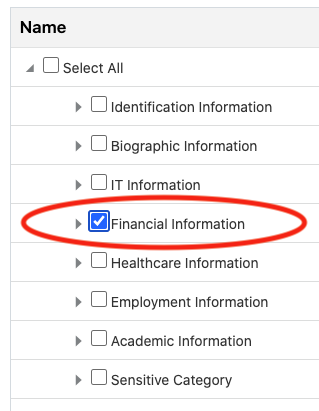 Name
Select All
Identification Information
Biographic Information
IT Information
Financial Information
Healthcare Information
Employment Information
Academic Information
Sensitive Category